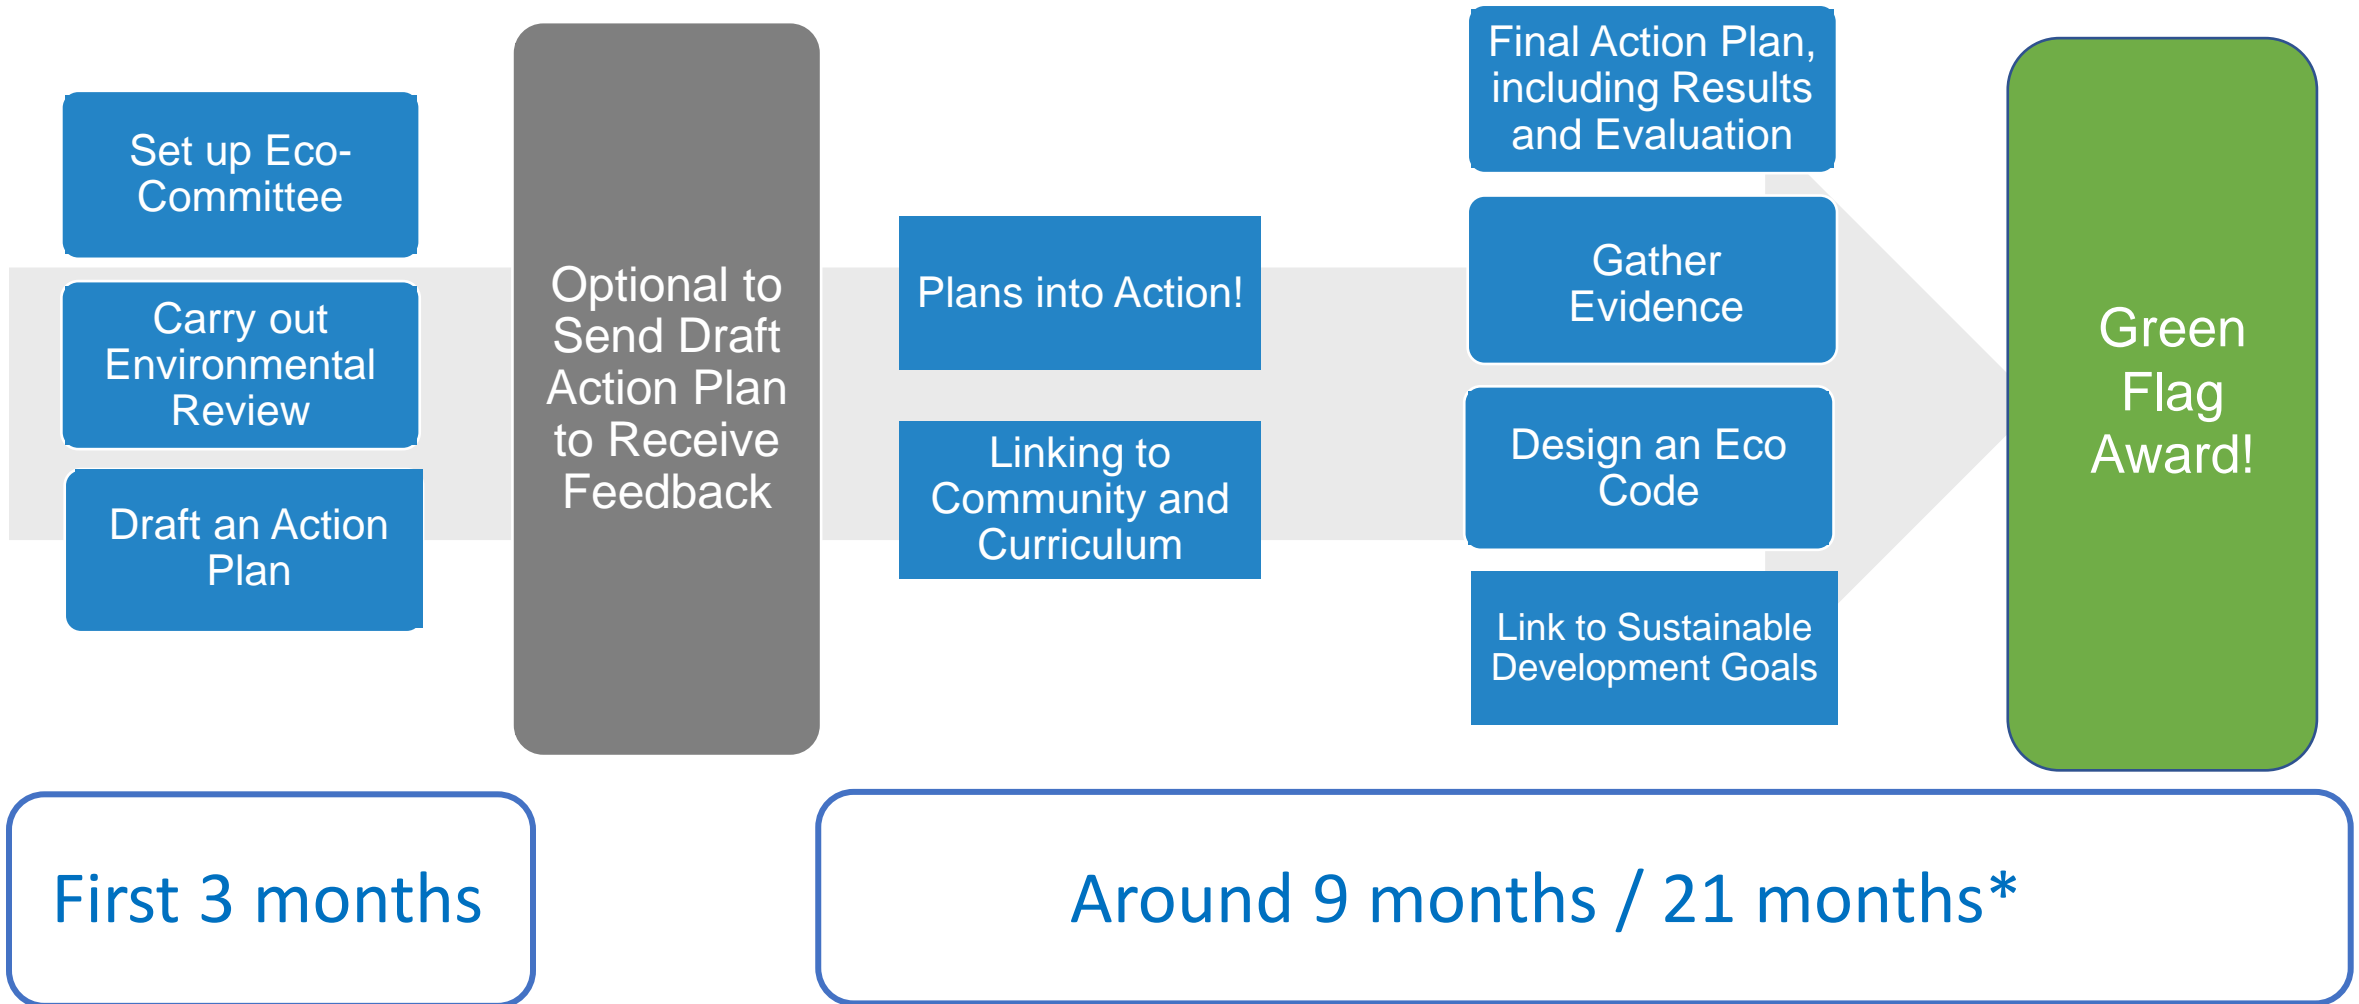 Set up Eco-
Committee
Carry out
Environmental
Review
Draft an Action
Plan
Optional to
Send Draft
Action Plan
to Receive
Feedback
Plans into Action!
Linking to
Community and
Curriculum
Final Action Plan,
including Results
and Evaluation
Gather
Evidence
Design an Eco
Code
Link to Sustainable
Development Goals
Green
Flag
Award!
First 3 months
Around 9 months / 21 months*